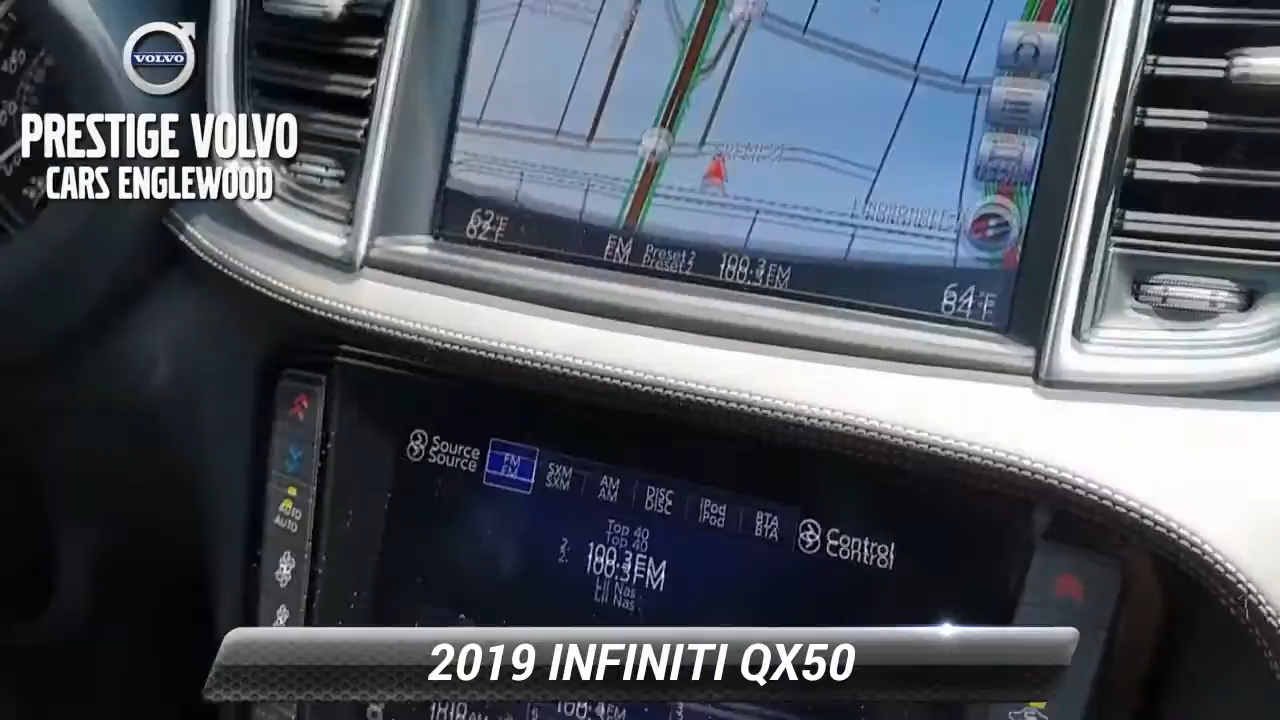 VOLVO
PRESTIGE VOLVO
CARS ENGLEWOOD
62°F
FM Preset2 100.3FM
64°F
Source FM SXM AM DISC iPod BTA Control
AUTO
Top 40
2: 100.3FM
Lil Nas
2019 INFINITI QX50